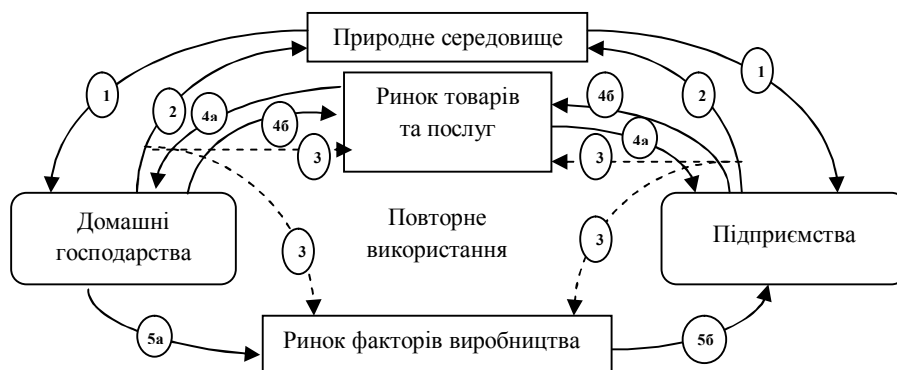 Природне середовище
1
1
2
2
Ринок товарів
та послуг
4а
4б
4б
4а
3
3
Домашні
господарства
Повторне
використання
Підприємства
3
3
5а
Ринок факторів виробництва
5б